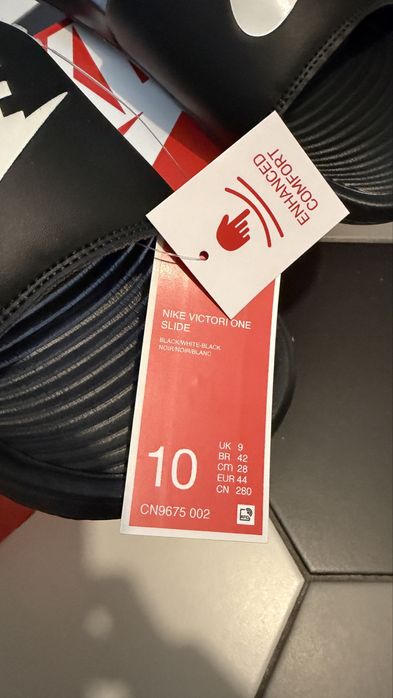 ENHANCED
COMFORT
NIKE VICTORI ONE
SLIDE
BLACK/WHITE-BLACK
NOIR/NOIR/BLANC
10
UK 9
BR 42
cm 28
EUR 44
CN 280
CN9675 002